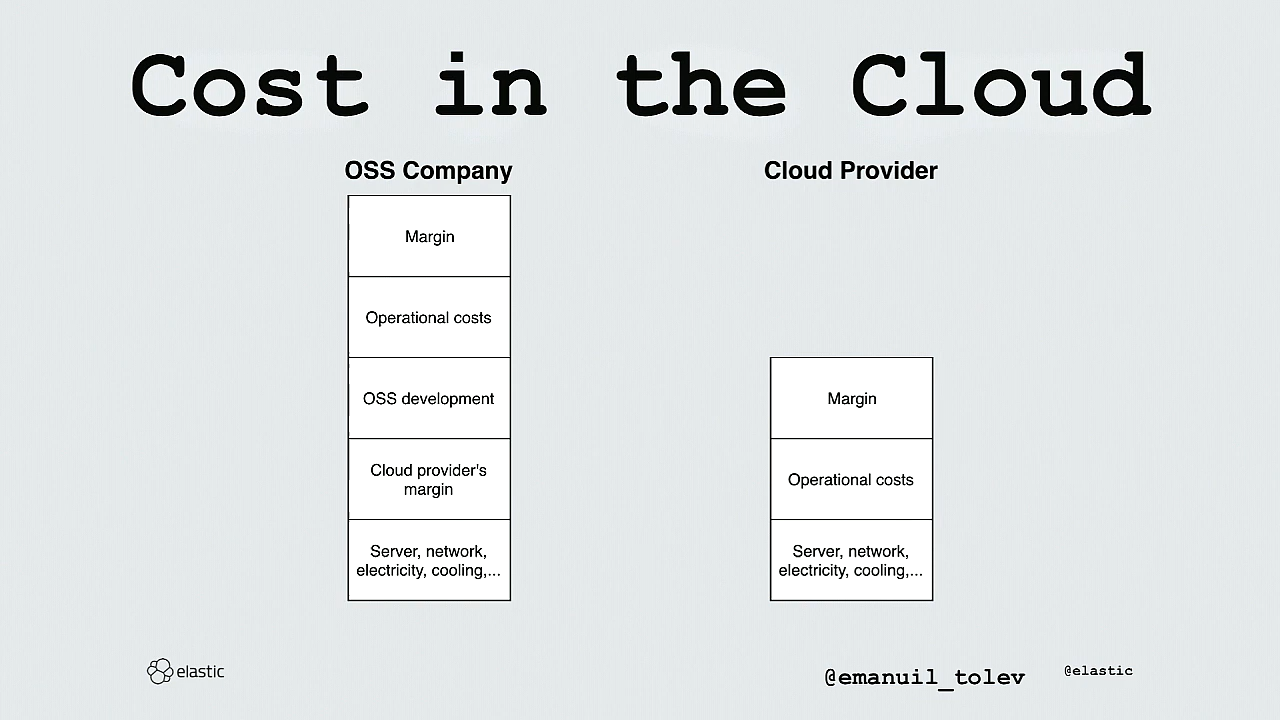 Cost in the Cloud
OSS Company
Margin
Operational costs
OSS development
Cloud provider's
margin
Server, network,
electricity, cooling,...
Cloud Provider
Margin
Operational costs
Server, network,
electricity, cooling,...
elastic
@emanuil_tolev
@elastic